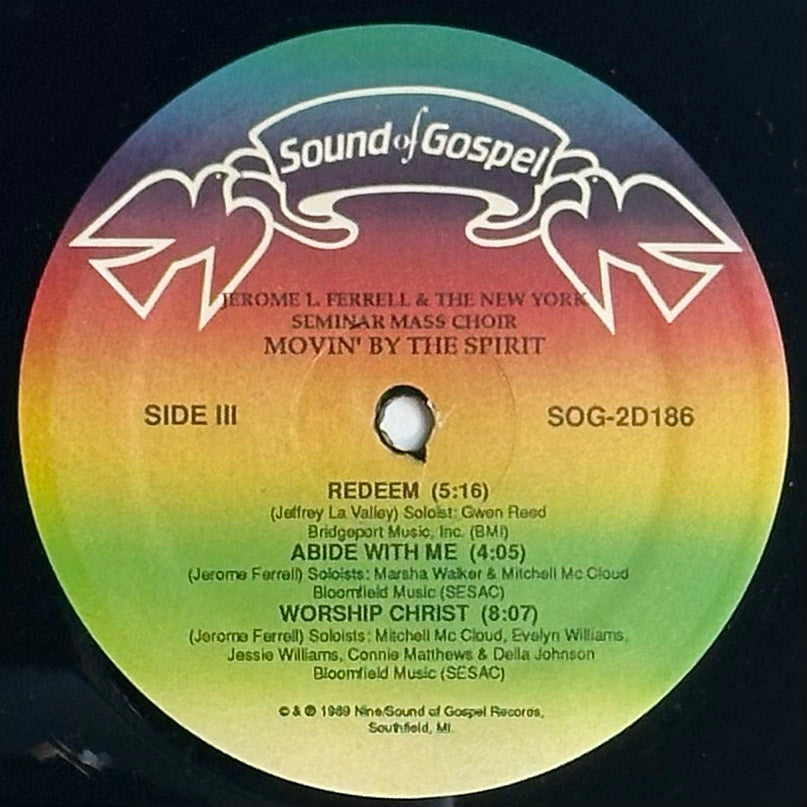 Sound of Gospel
JEROME L. FERRELL & THE NEW YORK
SEMINAR MASS CHOIR
MOVIN' BY THE SPIRIT
SIDE III
SOG-2D186
REDEEM (5:16)
(Jeffrey La Valley) Soloist: Gwen Reed
Bridgeport Music, Inc. (BMI)
ABIDE WITH ME (4:05)
(Jerome Ferrell) Soloists: Marsha Walker & Mitchell Mc Cloud
Bloomfield Music (SESAC)
WORSHIP CHRIST (8:07)
(Jerome Ferrell) Soloists: Mitchell Mc Cloud, Evelyn Williams,
Jessie Williams, Connie Matthews & Della Johnson
Bloomfield Music (SESAC)
© & ℗ 1989 Nine/Sound of Gospel Records,
Southfield, MI.